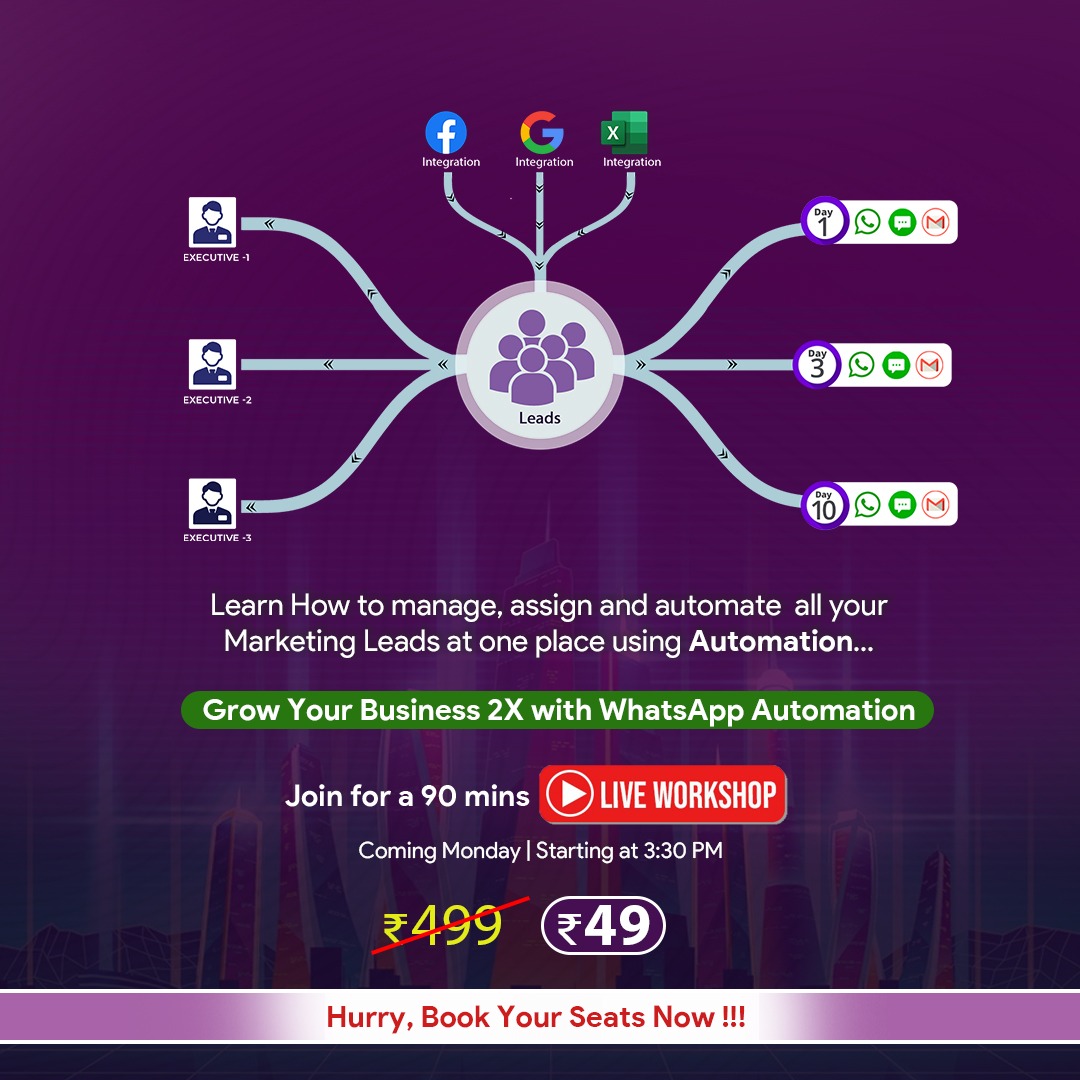 Integration
Integration
Integration
EXECUTIVE -1
EXECUTIVE -2
EXECUTIVE -3
Leads
Day
1
Day
3
Day
10
Learn How to manage, assign and automate all your
Marketing Leads at one place using Automation...
Grow Your Business 2X with WhatsApp Automation
Join for a 90 mins LIVE WORKSHOP
Coming Monday | Starting at 3:30 PM
₹499 ₹49
Hurry, Book Your Seats Now !!!